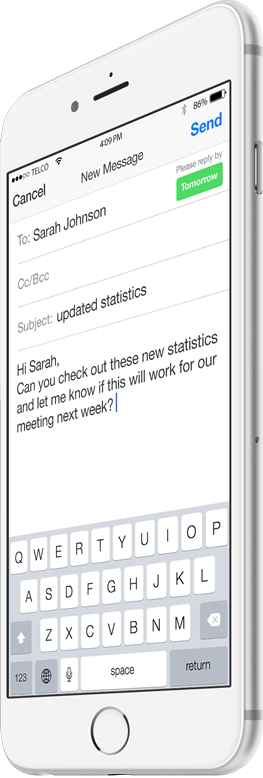 TELCO 4:09 PM 86%
Cancel New Message Send
Please reply by
To: Sarah Johnson Tomorrow
Cc/Bcc
Subject: updated statistics
Hi Sarah,
Can you check out these new statistics
and let me know if this will work for our
meeting next week?
Q W E R T Y U I O P
A S D F G H J K L
Z X C V B N M
123 space return